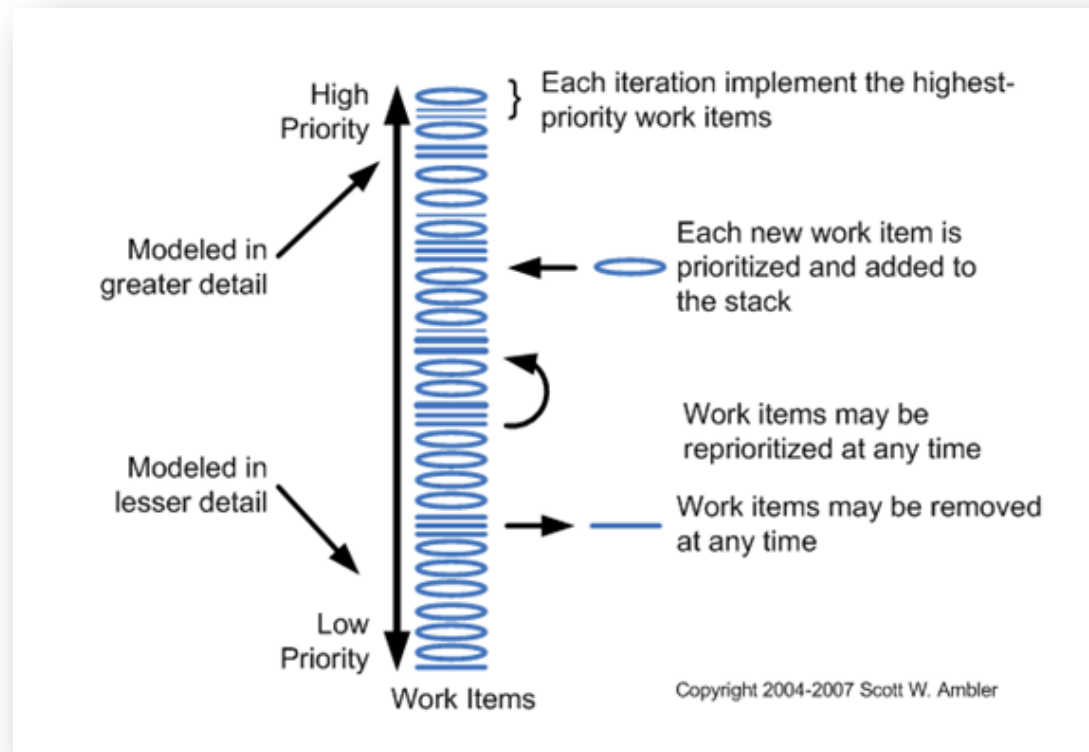 High
Priority
Each iteration implement the highest-
priority work items
Modeled in
greater detail
Each new work item is
prioritized and added to
the stack
Work items may be
reprioritized at any time
Modeled in
lesser detail
Work items may be removed
at any time
Low
Priority
Work Items
Copyright 2004-2007 Scott W. Ambler